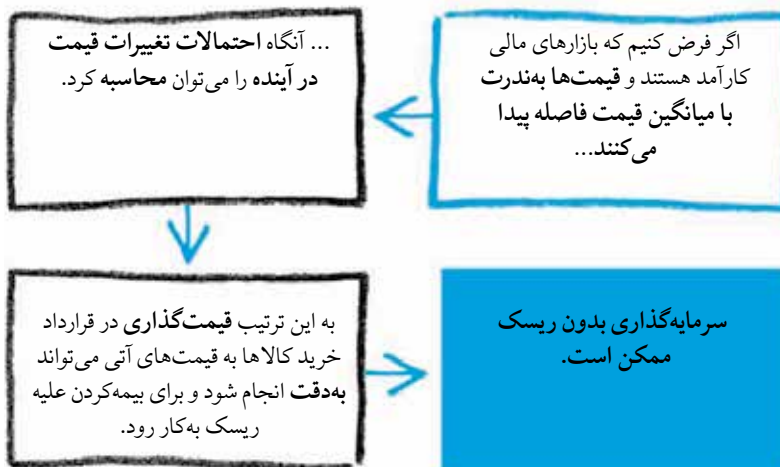 اگر فرض کنیم که بازارهای مالی
کارآمد هستند و قیمت‌ها به‌ندرت
با میانگین قیمت فاصله پیدا
می‌کنند...
... آنگاه احتمالات تغییرات قیمت
در آینده را می‌توان محاسبه کرد.
به این ترتیب قیمت‌گذاری در قرارداد
خرید کالاها به قیمت‌های آتی می‌تواند
به‌دقت انجام شود و برای بیمه‌کردن علیه
ریسک به‌کار رود.
سرمایه‌گذاری بدون ریسک
ممکن است.